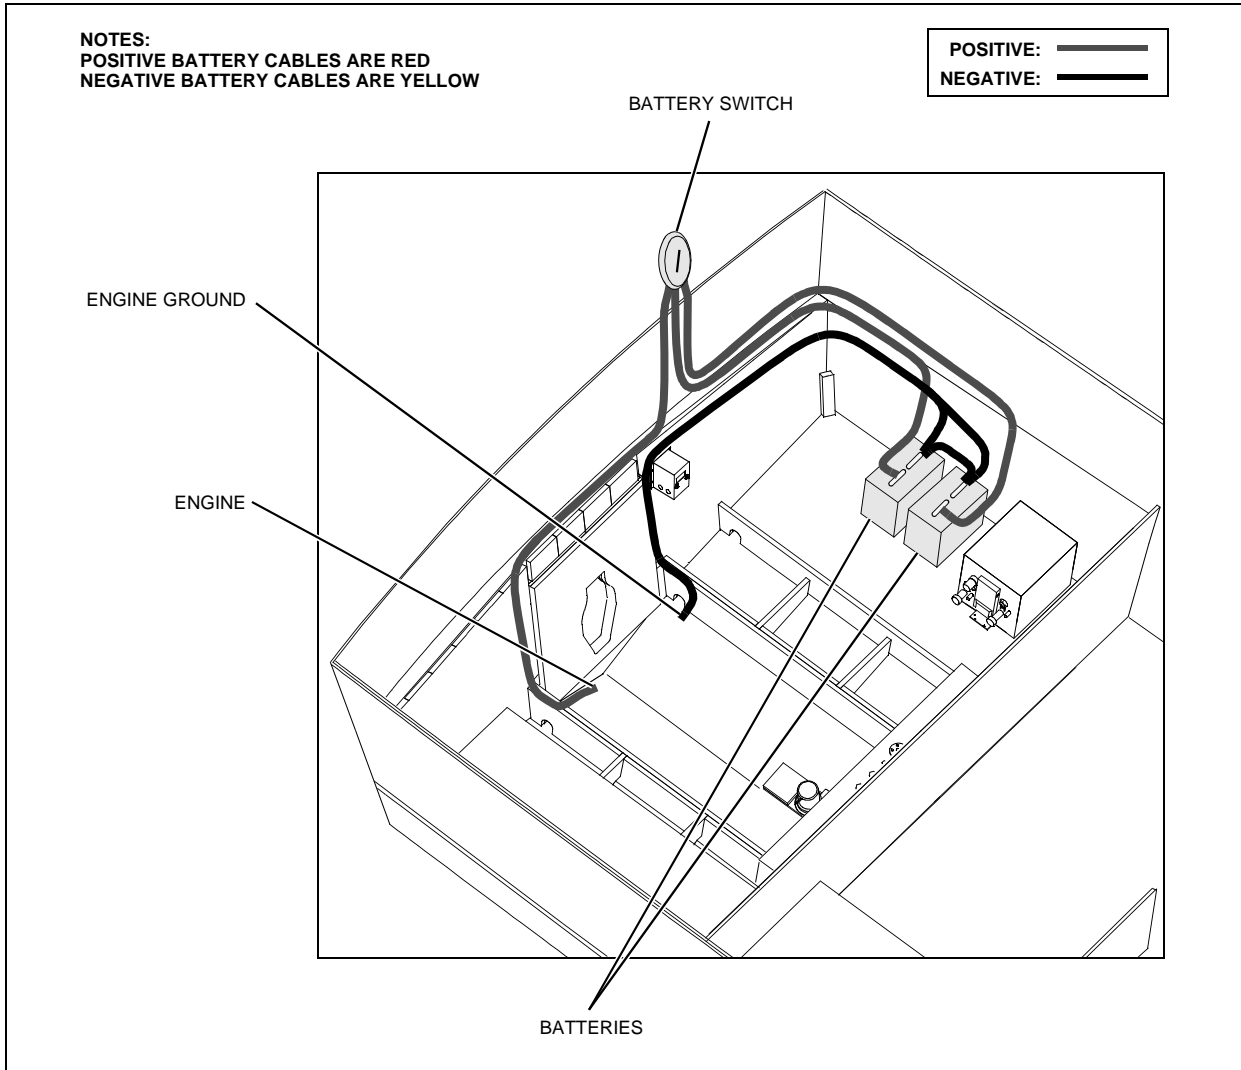 NOTES:
POSITIVE BATTERY CABLES ARE RED
NEGATIVE BATTERY CABLES ARE YELLOW
POSITIVE:
NEGATIVE:
BATTERY SWITCH
ENGINE GROUND
ENGINE
BATTERIES